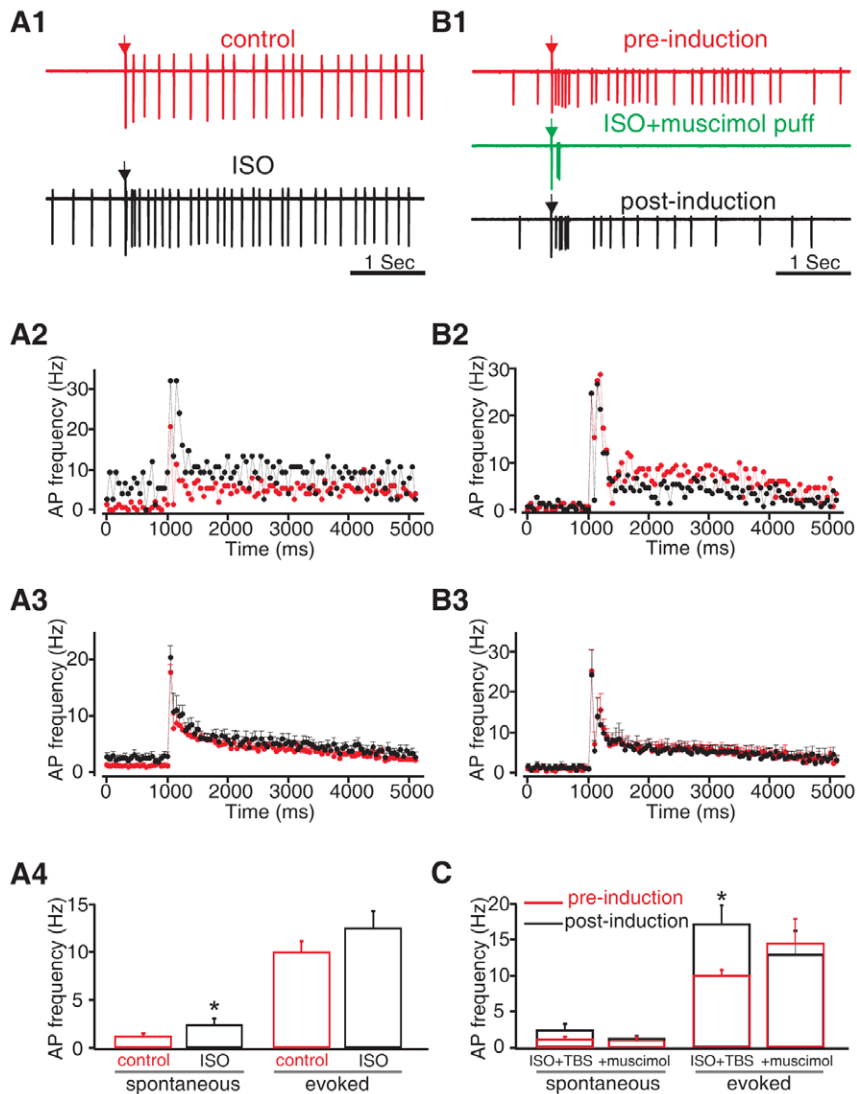 A1
control
ISO
1 Sec
B1
pre-induction
ISO+muscimol puff
post-induction
1 Sec
A2
AP frequency (Hz)
30
20
10
0
0 1000 2000 3000 4000 5000
Time (ms)
B2
AP frequency (Hz)
30
20
10
0
0 1000 2000 3000 4000 5000
Time (ms)
A3
AP frequency (Hz)
20
10
0
0 1000 2000 3000 4000 5000
Time (ms)
B3
AP frequency (Hz)
30
20
10
0
0 1000 2000 3000 4000 5000
Time (ms)
A4
AP frequency (Hz)
15
10
5
0
*
control ISO control ISO
spontaneous evoked
C
AP frequency (Hz)
20
15
10
5
0
pre-induction
post-induction
*
ISO+TBS +muscimol ISO+TBS +muscimol
spontaneous evoked